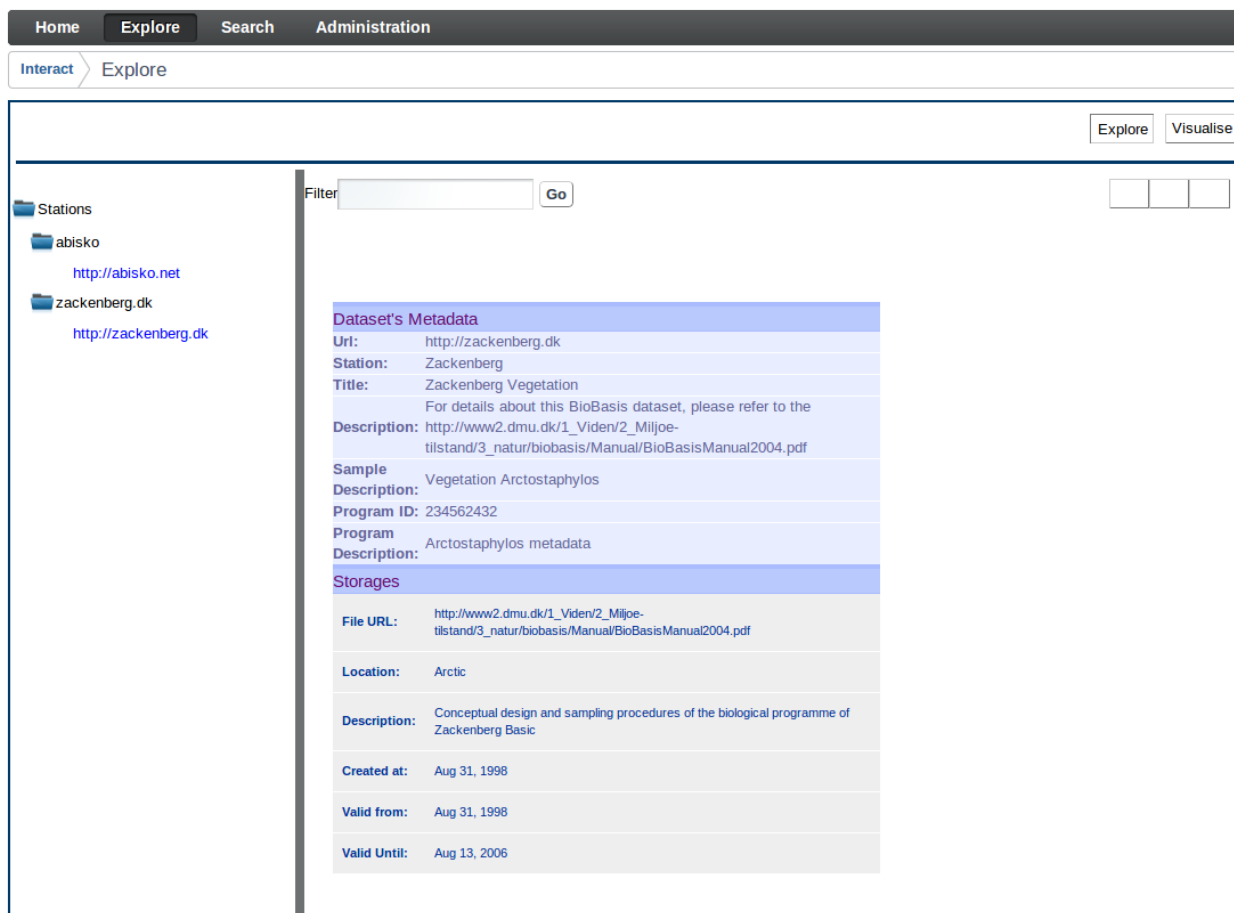 Home Explore Search Administration
Interact Explore
Explore Visualise
Stations
abisko
http://abisko.net
zackenberg.dk
http://zackenberg.dk
Filter Go
Dataset's Metadata
Url: http://zackenberg.dk
Station: Zackenberg
Title: Zackenberg Vegetation
Description: For details about this BioBasis dataset, please refer to the
http://www2.dmu.dk/1_Viden/2_Miljoe-
tilstand/3_natur/biobasis/Manual/BioBasisManual2004.pdf
Sample
Description: Vegetation Arctostaphylos
Program ID: 234562432
Program
Description: Arctostaphylos metadata
Storages
File URL: http://www2.dmu.dk/1_Viden/2_Miljoe-
tilstand/3_natur/biobasis/Manual/BioBasisManual2004.pdf
Location: Arctic
Description: Conceptual design and sampling procedures of the biological programme of
Zackenberg Basic
Created at: Aug 31, 1998
Valid from: Aug 31, 1998
Valid Until: Aug 13, 2006